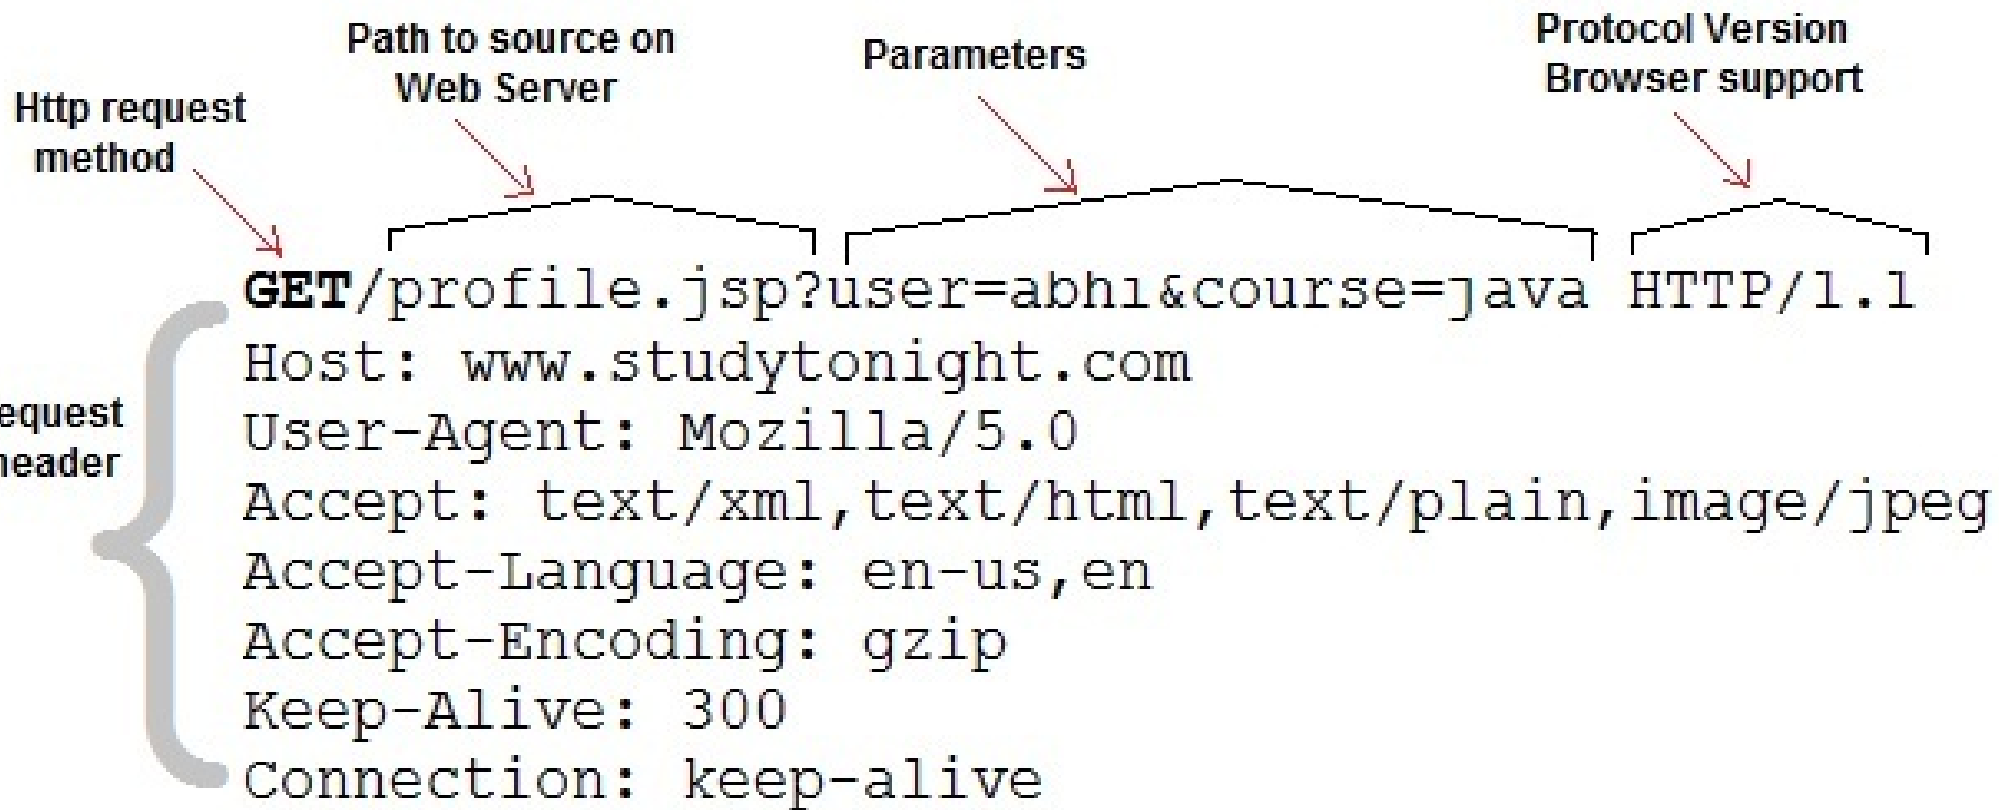 Path to source on
Web Server
Parameters
Protocol Version
Browser support
Http request
method
GET/profile.jsp?user=abhi&course=java HTTP/1.1
Host: www.studytonight.com
User-Agent: Mozilla/5.0
equest
header
Accept: text/xml,text/html,text/plain,image/jpeg
Accept-Language: en-us,en
Accept-Encoding: gzip
Keep-Alive: 300
Connection: keep-alive